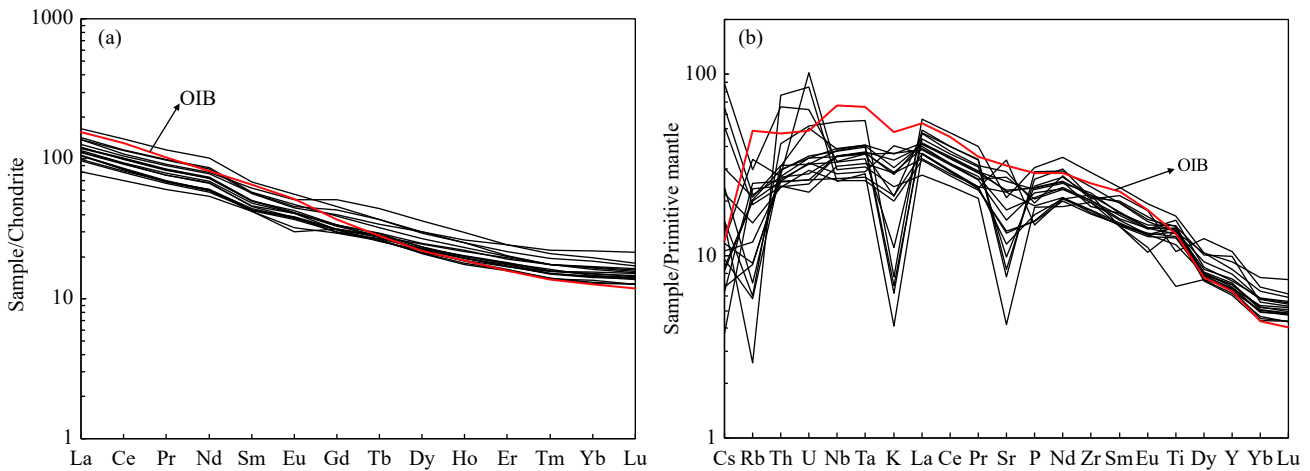 1000
(a)
OIB
100
10
1
Sample/Chondrite
La Ce Pr Nd Sm Eu Gd Tb Dy Ho Er Tm Yb Lu
(b)
100
OIB
10
1
Sample/Primitive mantle
Cs Rb Th U Nb Ta K La Ce Pr Sr P Nd Zr Sm Eu Ti Dy Y Yb Lu